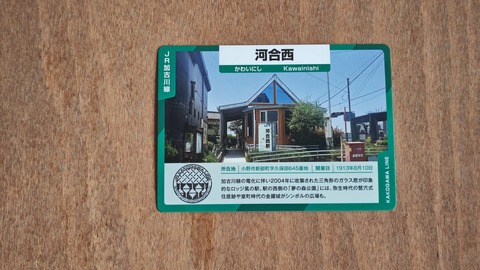 河合西
かわいにし Kawainishi
JR加古川線
河合西駅
所在地 小野市新部町字久保田645番地 開業日 1913年8月10日
加古川線の電化に伴い2004年に改築された三角形のガラス窓が印象
的なロッジ風の駅。駅の西側の「夢の森公園」には、弥生時代の竪穴式
住居跡や室町時代の金鑵城がシンボルの広場も。
KAKOGAWA LINE